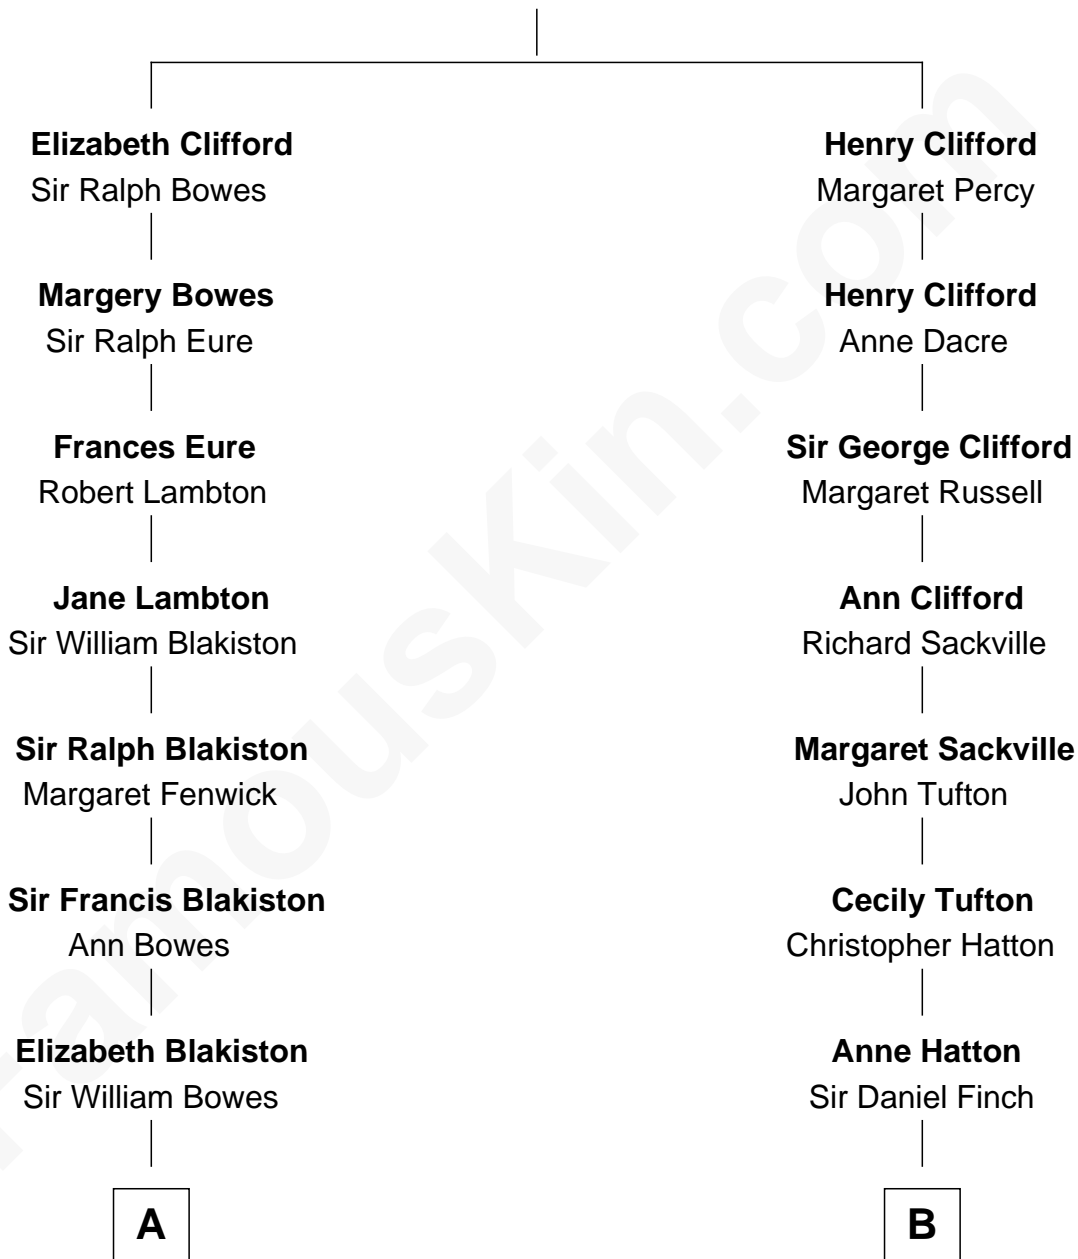 Elizabeth Clifford
Sir Ralph Bowes
Margery Bowes
Sir Ralph Eure
Frances Eure
Robert Lambton
Jane Lambton
Sir William Blakiston
Sir Ralph Blakiston
Margaret Fenwick
Sir Francis Blakiston
Ann Bowes
Elizabeth Blakiston
Sir William Bowes
A
Henry Clifford
Margaret Percy
Henry Clifford
Anne Dacre
Sir George Clifford
Margaret Russell
Ann Clifford
Richard Sackville
Margaret Sackville
John Tufton
Cecily Tufton
Christopher Hatton
Anne Hatton
Sir Daniel Finch
B
FamousKin.com